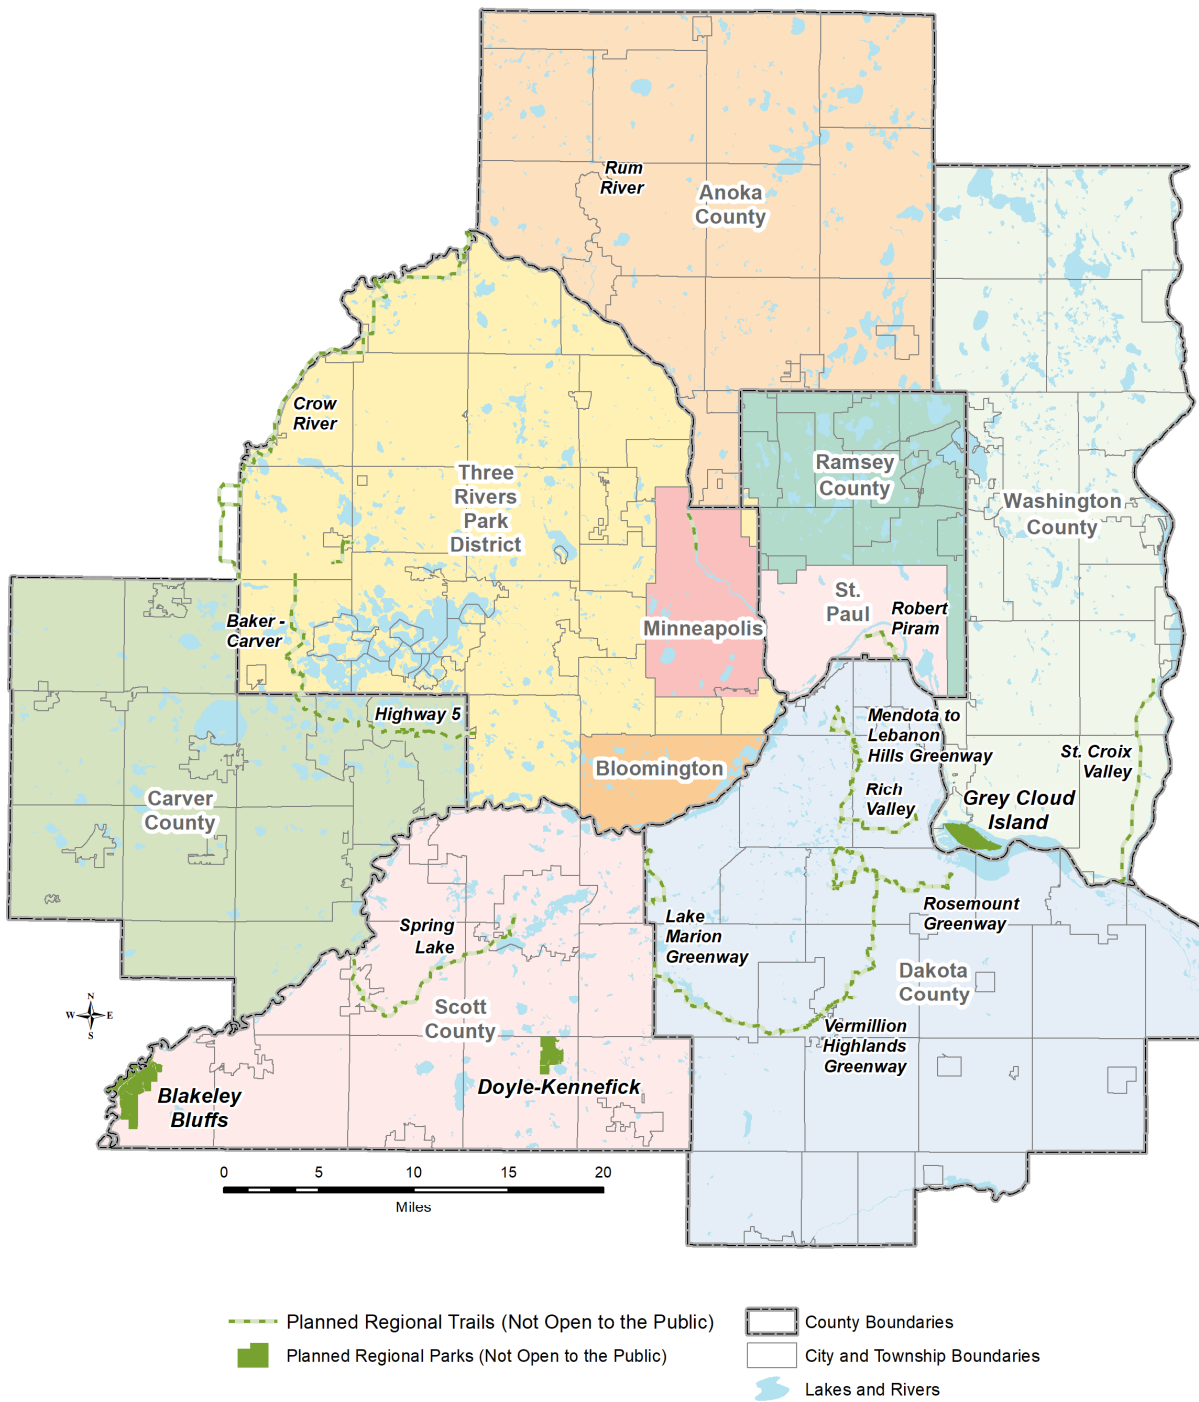 Rum
River
Anoka
County
Crow
River
Three
Rivers
Park
District
Ramsey
County
Washington
County
St.
Paul
Robert
Piram
Minneapolis
Baker -
Carver
Highway 5
Mendota to
Lebanon
Hills Greenway
St. Croix
Valley
Bloomington
Rich
Valley
Grey Cloud
Island
Carver
County
Spring
Lake
Lake
Marion
Greenway
Rosemount
Greenway
Dakota
County
N
W
E
S
Scott
County
Vermillion
Highlands
Greenway
Blakeley
Bluffs
Doyle-Kennefick
0 5 10 15 20
Miles
Planned Regional Trails (Not Open to the Public)
Planned Regional Parks (Not Open to the Public)
County Boundaries
City and Township Boundaries
Lakes and Rivers